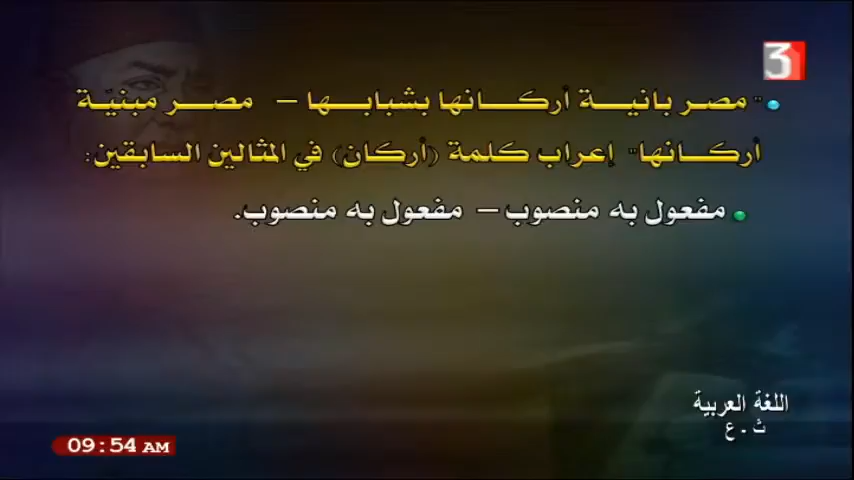 3
"مصر بانية أركانها بشبابها – مصر مبنيّة
أركانها" إعراب كلمة (أركان) في المثالين السابقين:
مفعول به منصوب – مفعول به منصوب.
اللغة العربية
ث . ع
09:54 AM